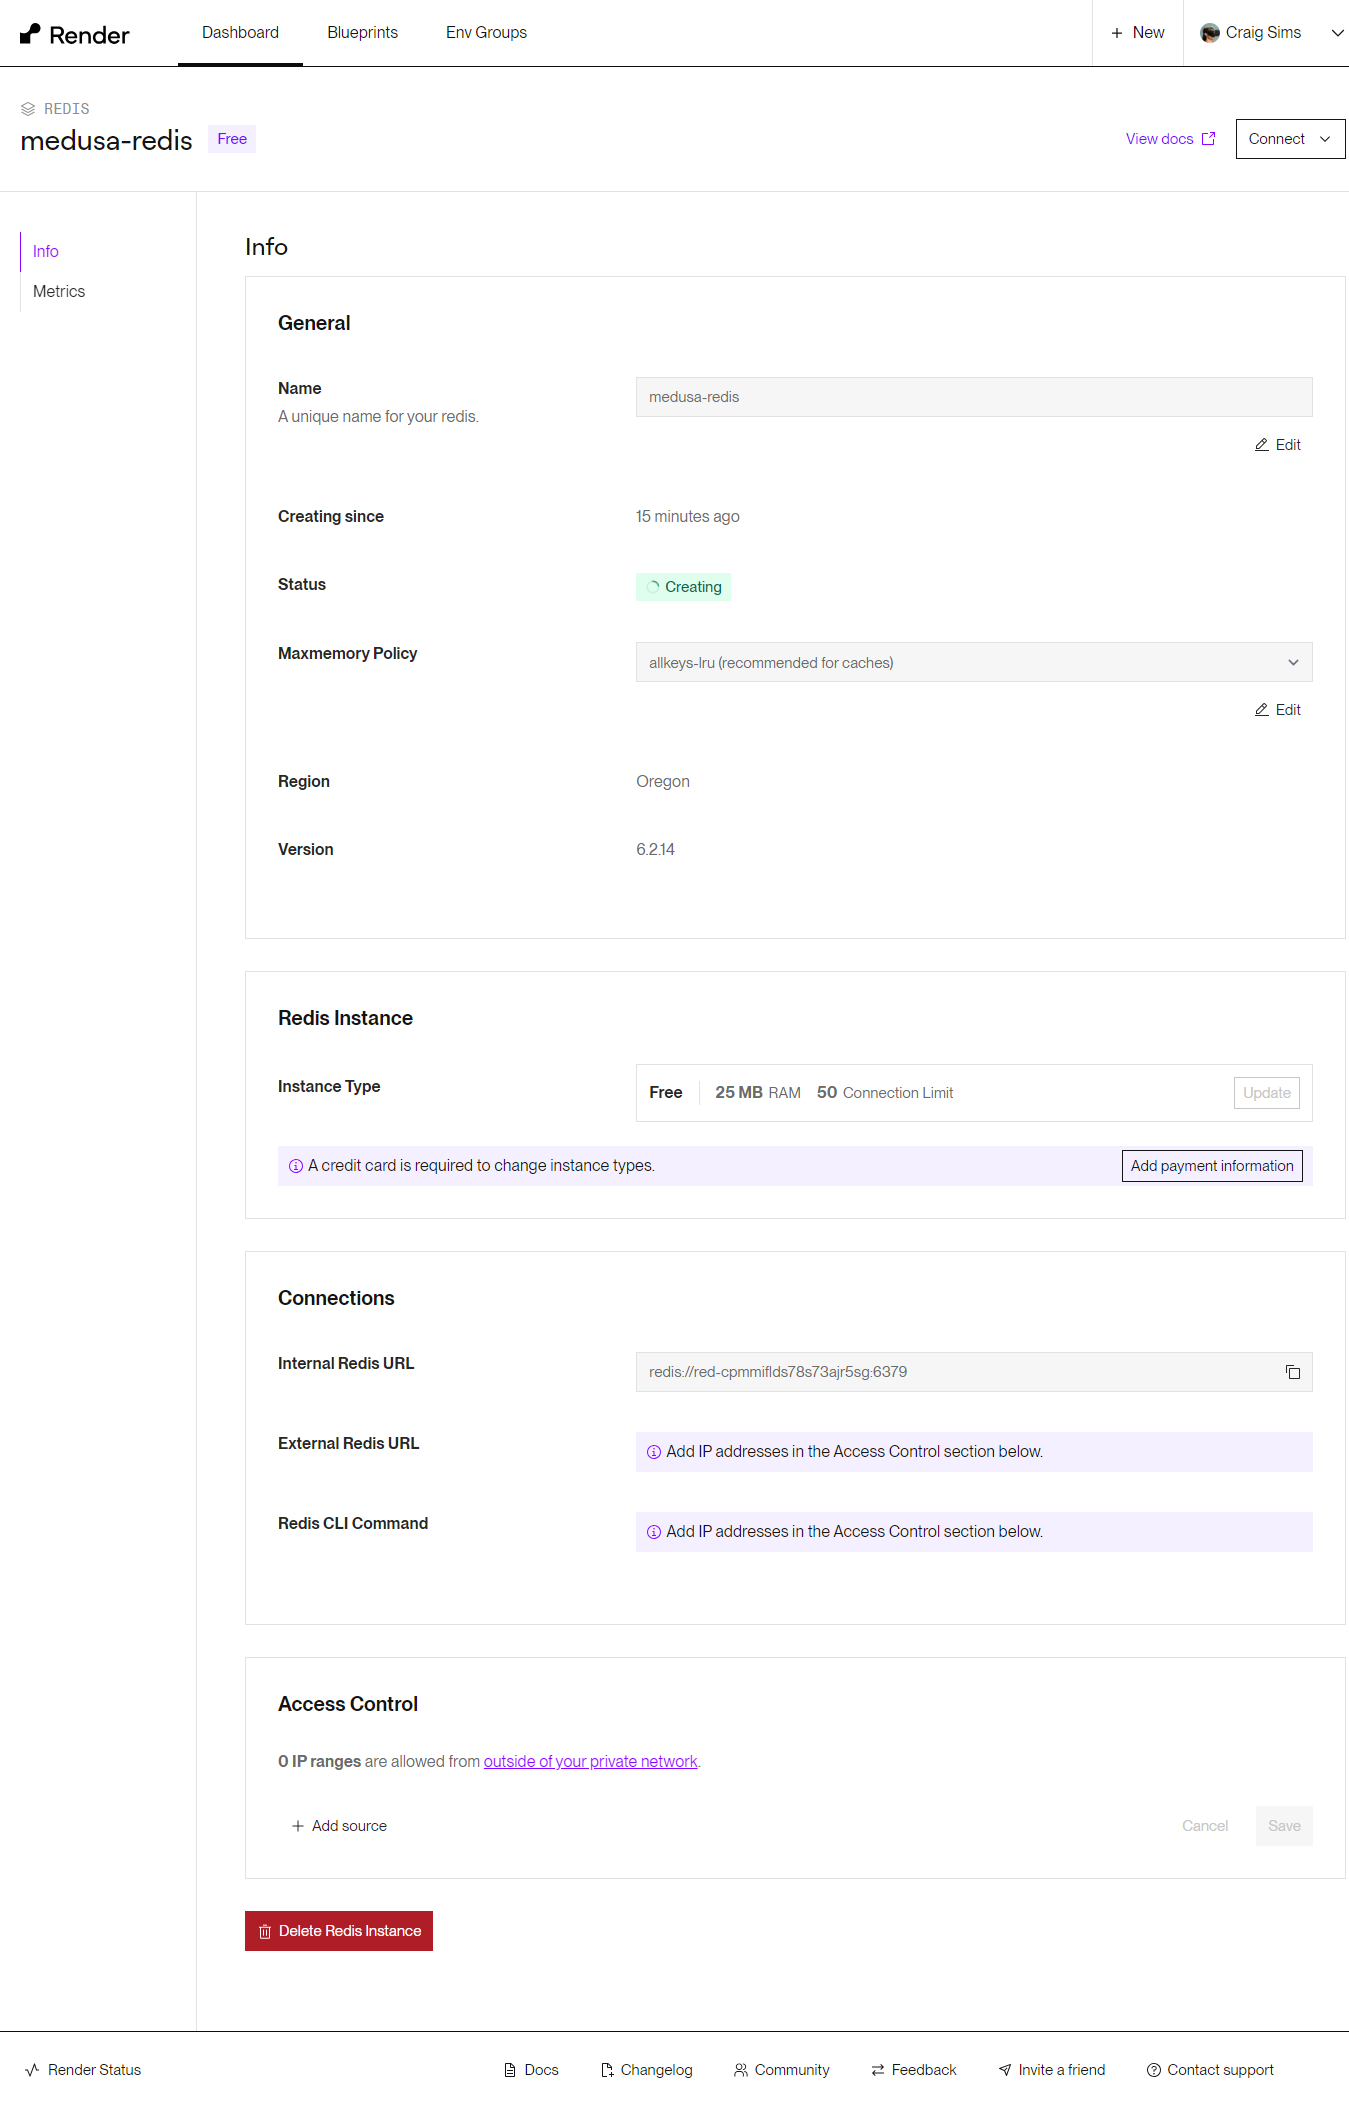 Render
Dashboard
Blueprints
Env Groups
+ New
Craig Sims
REDIS
medusa-redis
Free
View docs
Connect
Info
Metrics
Info
General
Name
A unique name for your redis.
medusa-redis
Edit
Creating since
15 minutes ago
Status
Creating
Maxmemory Policy
allkeys-lru (recommended for caches)
Edit
Region
Oregon
Version
6.2.14
Redis Instance
Instance Type
Free
25 MB RAM
50 Connection Limit
Update
A credit card is required to change instance types.
Add payment information
Connections
Internal Redis URL
redis://red-cpmmiflds78s73ajr5sg:6379
External Redis URL
Add IP addresses in the Access Control section below.
Redis CLI Command
Add IP addresses in the Access Control section below.
Access Control
0 IP ranges are allowed from outside of your private network.
+ Add source
Cancel
Save
Delete Redis Instance
Render Status
Docs
Changelog
Community
Feedback
Invite a friend
Contact support